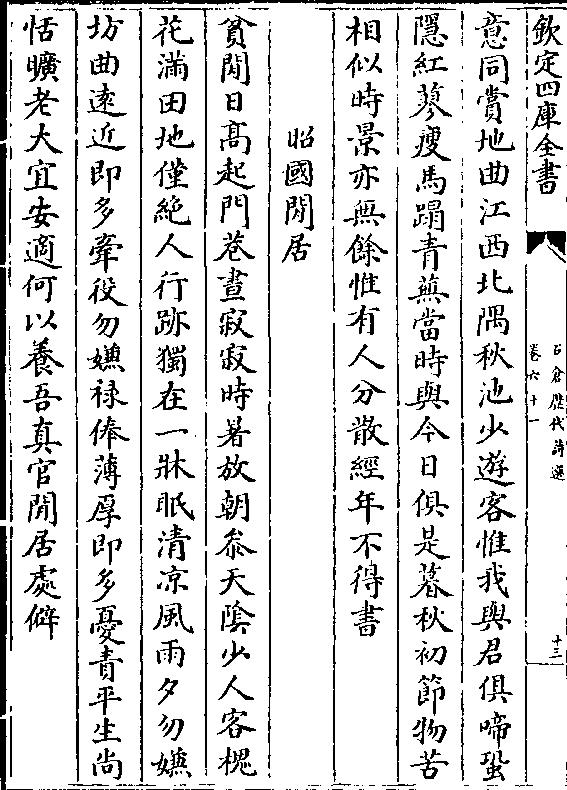 欽定四庫全書
石倉歴代詩選
卷六十一
十三
意同賞地曲江西北隅秋池少遊客惟我與君俱啼蛩
隱紅蓼瘦馬蹋青蕪當時與今日俱是暮秋初節物苦
相似時景亦無餘惟有人分散經年不得書
昭國閒居
貧閒日髙起門巷晝寂寂時暑放朝叅天陰少人客槐
花滿田地僅絶人行跡獨在一牀眠清凉風雨夕勿嫌
坊曲遠近即多牽役勿嫌禄俸薄厚即多憂責平生尚
恬曠老大宜安適何以養吾真官閒居處僻